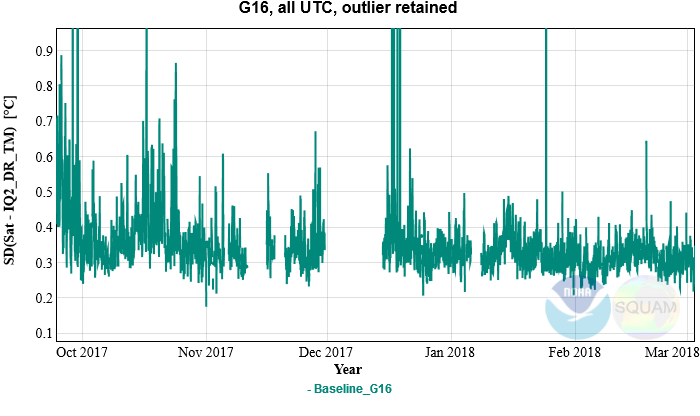 G16, all UTC, outlier retained
SD(Sat - IQ2_DR_TM) [°C]
0.9
0.8
0.7
0.6
0.5
0.4
0.3
0.2
0.1
NOAA
SQUAM
Oct 2017
Nov 2017
Dec 2017
Jan 2018
Feb 2018
Mar 2018
Year
- Baseline_G16